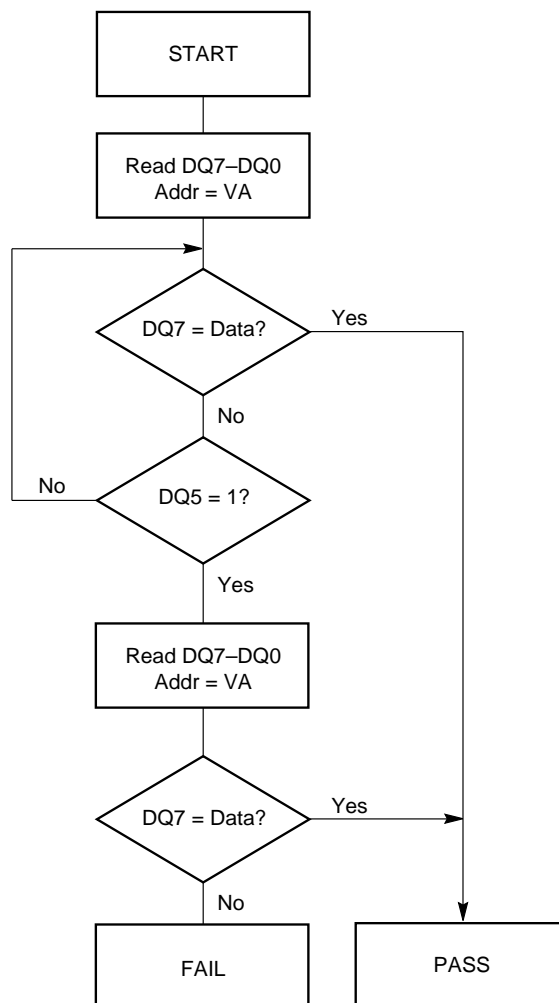 START
Read DQ7–DQ0
Addr = VA
DQ7 = Data?
Yes
No
No
DQ5 = 1?
Yes
Read DQ7–DQ0
Addr = VA
DQ7 = Data?
Yes
No
FAIL
PASS